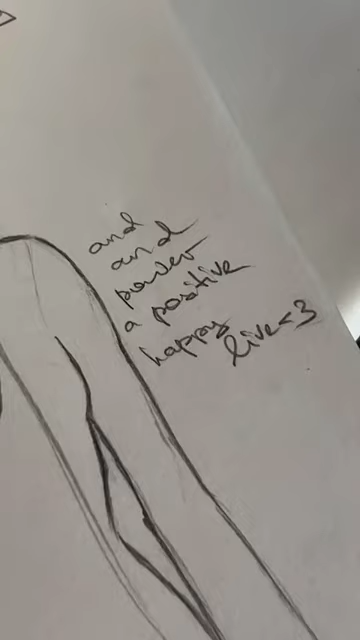 and
and
power
a positive
happy
live<3